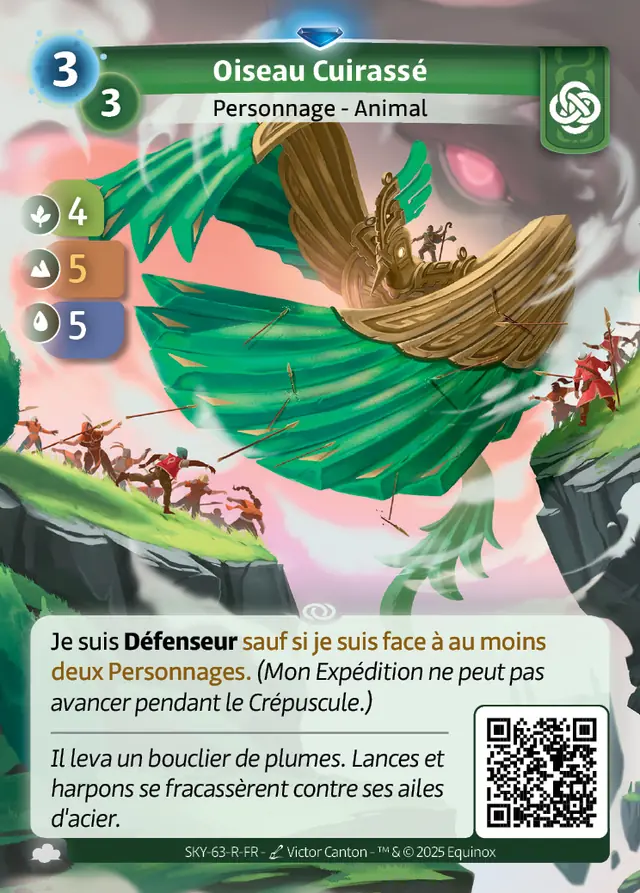 3
Oiseau Cuirassé
3
Personnage - Animal
4
5
5
Je suis Défenseur sauf si je suis face à au moins
deux Personnages. (Mon Expédition ne peut pas
avancer pendant le Crépuscule.)
Il leva un bouclier de plumes. Lances et
harpons se fracassèrent contre ses ailes
d'acier.
SKY-63-R-FR - Victor Canton - ™ & © 2025 Equinox